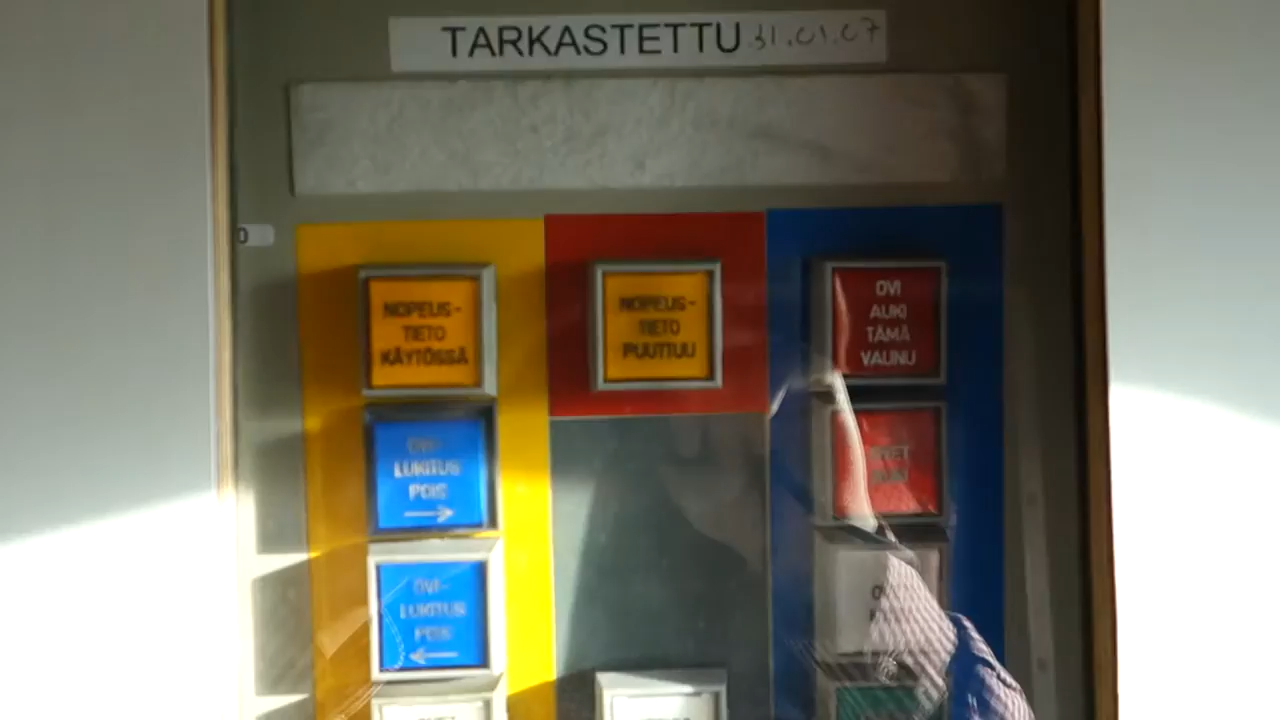 TARKASTETTU 31.01.07
0
NOPEUS-
TIETO
KÄYTÖSSÄ
NOPEUS-
TIETO
PUUTTUU
OVI
AUKI
TÄMÄ
VAUNU
OVI-
LUKITUS
POIS
→
OVI-
LUKITUS
POIS
←